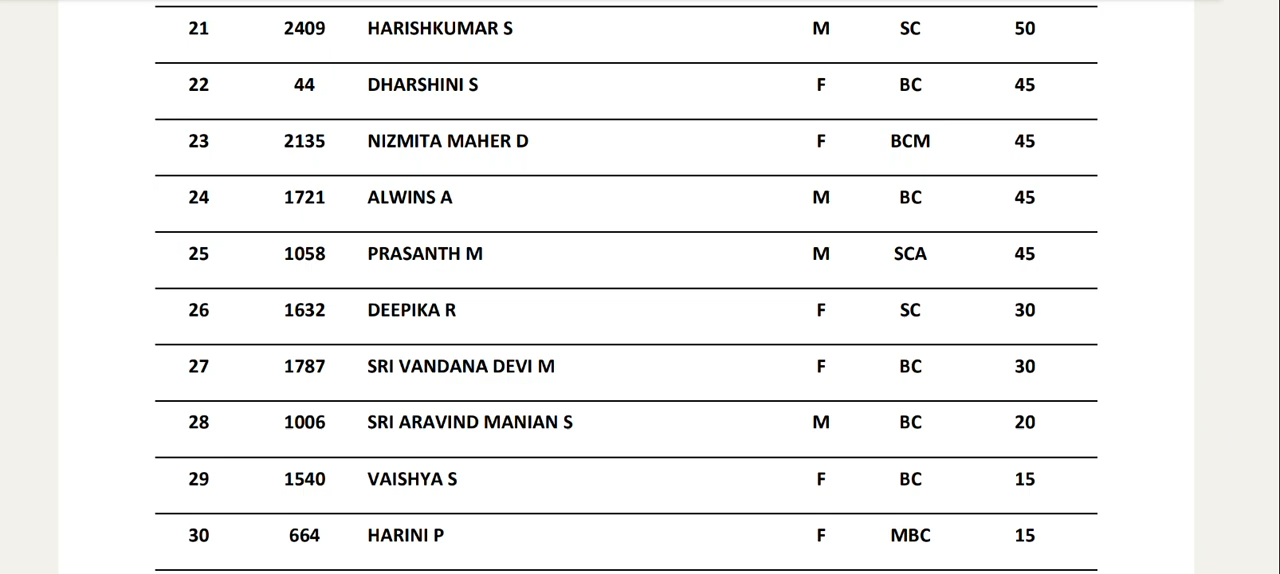 21 2409 HARISHKUMAR S M SC 50
22 44 DHARSHINI S F BC 45
23 2135 NIZMITA MAHER D F BCM 45
24 1721 ALWINS A M BC 45
25 1058 PRASANTH M M SCA 45
26 1632 DEEPIKA R F SC 30
27 1787 SRI VANDANA DEVI M F BC 30
28 1006 SRI ARAVIND MANIAN S M BC 20
29 1540 VAISHYA S F BC 15
30 664 HARINI P F MBC 15